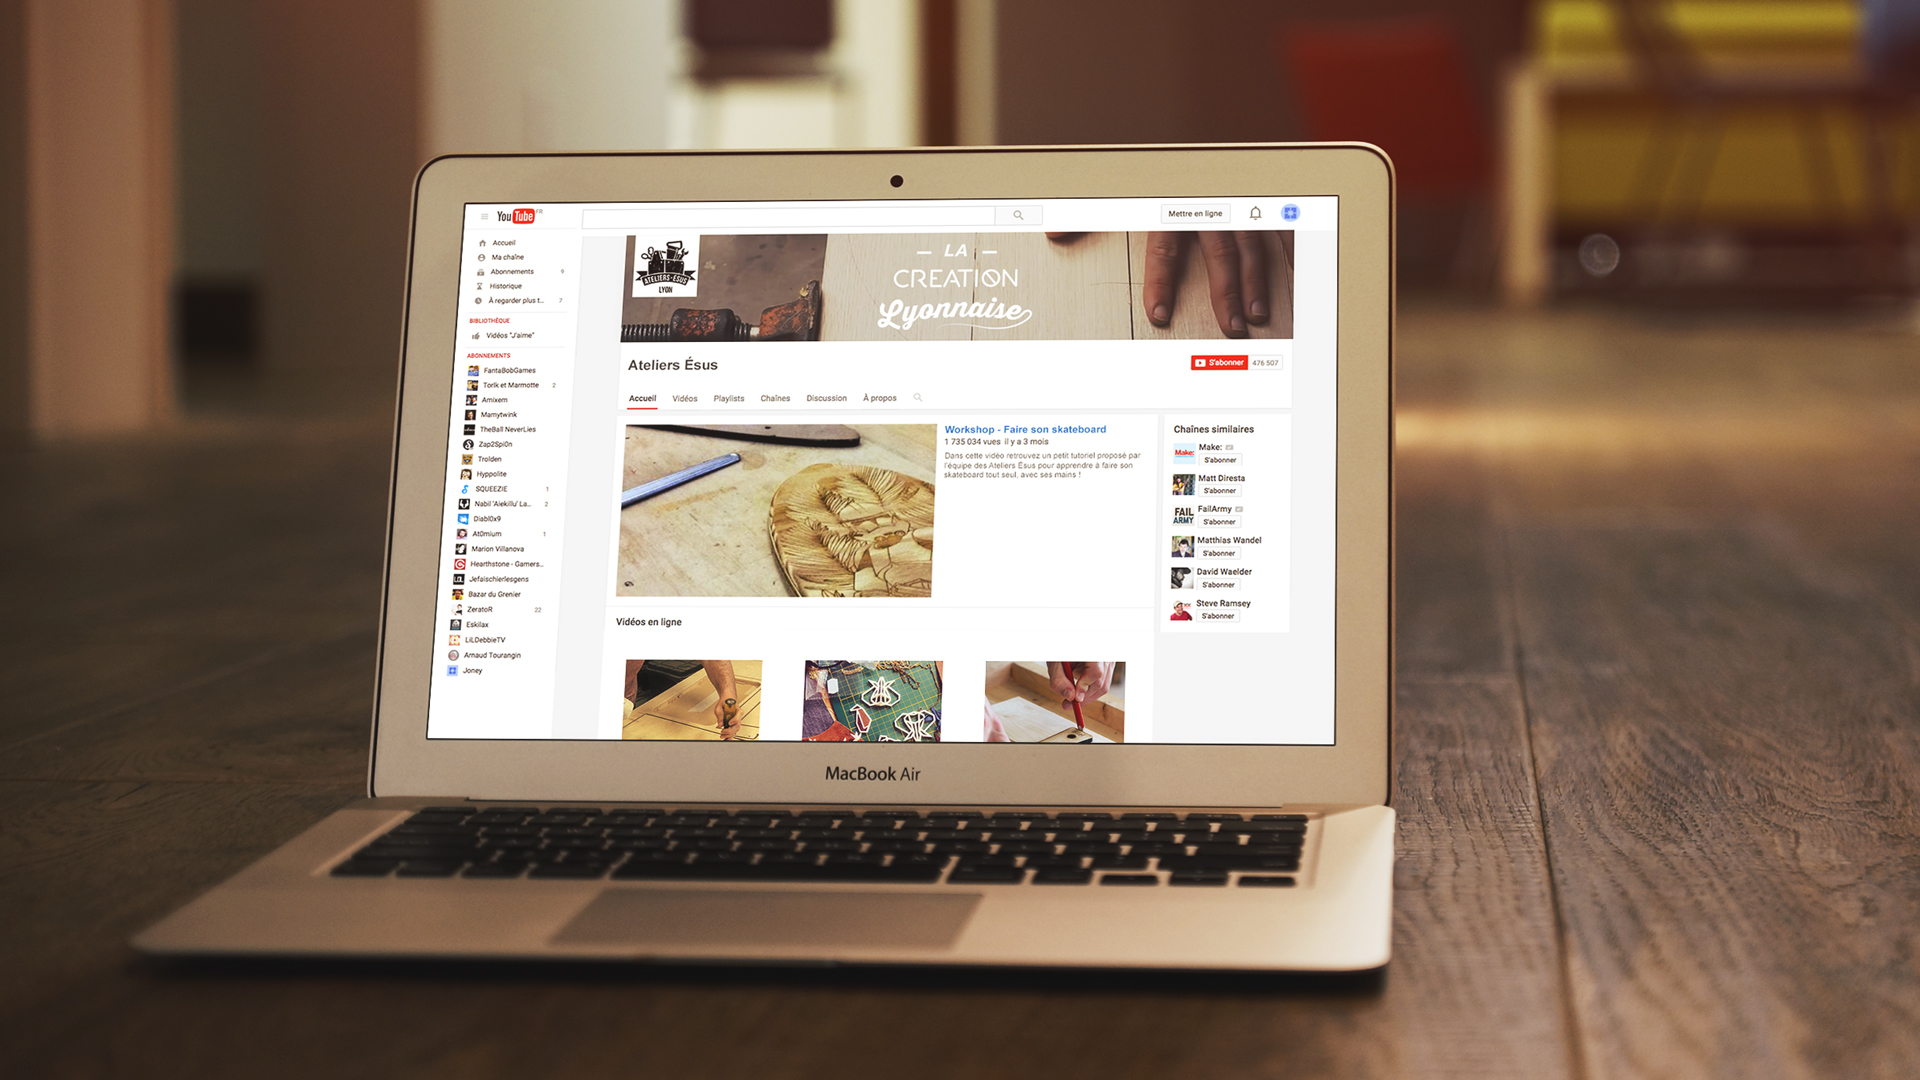 YouTube FR
Mettre en ligne
Accueil
Ma chaîne
Abonnements 9
Historique
À regarder plus t... 7
BIBLIOTHÈQUE
Vidéos "J'aime"
ABONNEMENTS
FantaBobGames
Torlk et Marmotte 2
Amixem
Mamytwink
TheBall NeverLies
Zap2Spi0n
Trolden
Hyppolite
SQUEEZIE 1
Nabil 'Aiekillu' La... 2
Diabl0x9
At0mium 1
Marion Villanova
Hearthstone - Gamers...
Jefaischierlesgens
Bazar du Grenier
ZeratoR 22
Eskilax
LiLDebbieTV
Arnaud Tourangin
Joney
ATELIERS·ÉSUS
LYON
– LA –
CREATION
Lyonnaise
Ateliers Ésus
S'abonner 476 507
Accueil Vidéos Playlists Chaînes Discussion À propos
Workshop - Faire son skateboard
1 735 034 vues il y a 3 mois
Dans cette vidéo retrouvez un petit tutoriel proposé par
l'équipe des Ateliers Ésus pour apprendre à faire son
skateboard tout seul, avec ses mains !
Vidéos en ligne
Chaînes similaires
Make:
Make:
S'abonner
Matt Diresta
S'abonner
FAIL
ARMY
FailArmy
S'abonner
Matthias Wandel
S'abonner
David Waelder
S'abonner
Steve Ramsey
S'abonner
MacBook Air